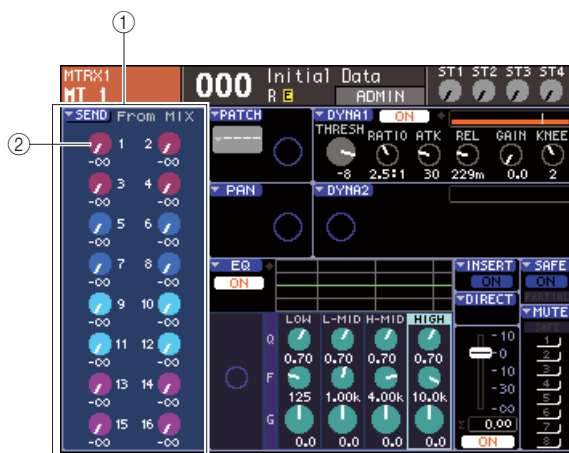 ①
②
MTRX1
MT 1
000
Initial Data
R E ADMIN
ST1 ST2 ST3 ST4
SEND From MIX
1 2
-∞ -∞
3 4
-∞ -∞
5 6
-∞ -∞
7 8
-∞ -∞
9 10
-∞ -∞
11 12
-∞ -∞
13 14
-∞ -∞
15 16
-∞ -∞
PATCH
-----
DYNA1 ON
THRESH RATIO ATK REL GAIN KNEE
-8 2.5:1 30 229m 0.0 2
PAN
DYNA2
EQ
ON
LOW L-MID H-MID HIGH
Q
0.70 0.70 0.70 0.70
F
125 1.00k 4.00k 10.0k
G
0.0 0.0 0.0 0.0
INSERT
ON
DIRECT
10
0
-10
-30
-∞
Σ 0.00
ON
SAFE
ON
PARTIAL
MUTE
SAFE
1
2
3
4
5
6
7
8